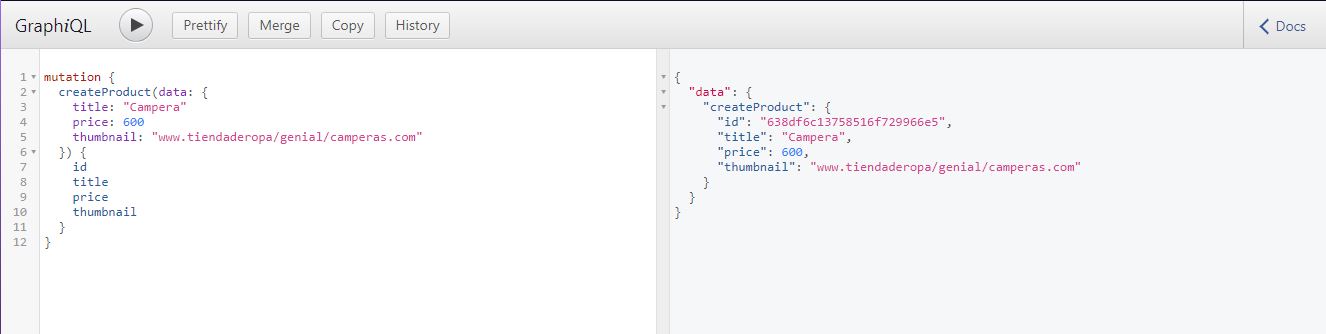 GraphiQL
Prettify
Merge
Copy
History
Docs
1 mutation {
2 createProduct(data: {
3 title: "Campera"
4 price: 600
5 thumbnail: "www.tiendaderopa/genial/camperas.com"
6 }) {
7 id
8 title
9 price
10 thumbnail
11 }
12 }
{
"data": {
"createProduct": {
"id": "638df6c13758516f729966e5",
"title": "Campera",
"price": 600,
"thumbnail": "www.tiendaderopa/genial/camperas.com"
}
}
}